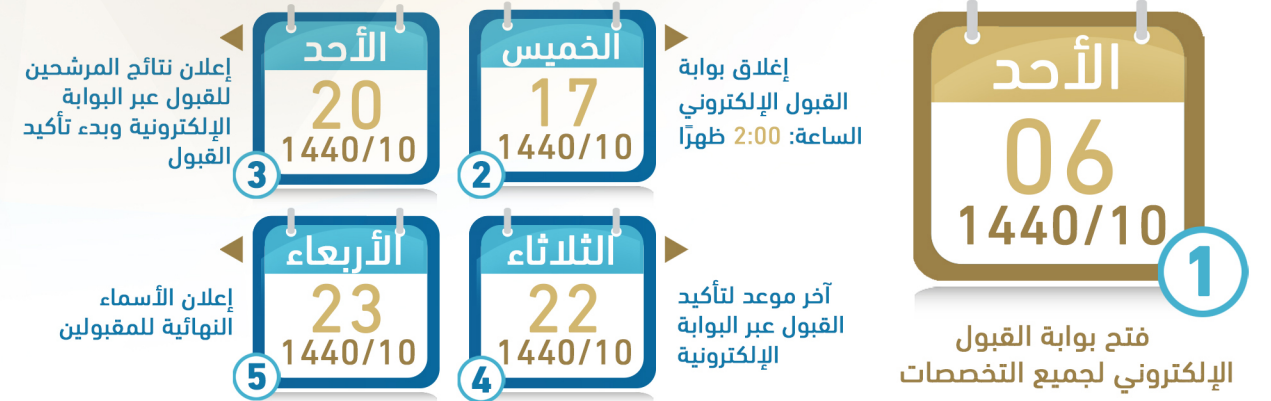 الأحد
06
1440/10
1
فتح بوابة القبول
الإلكتروني لجميع التخصصات
الخميس
17
1440/10
2
إغلاق بوابة
القبول الإلكتروني
الساعة: 2:00 ظهرًا
الأحد
20
1440/10
3
إعلان نتائج المرشحين
للقبول عبر البوابة
الإلكترونية وبدء تأكيد
القبول
الثلاثاء
22
1440/10
4
آخر موعد لتأكيد
القبول عبر البوابة
الإلكترونية
الأربعاء
23
1440/10
5
إعلان الأسماء
النهائية للمقبولين